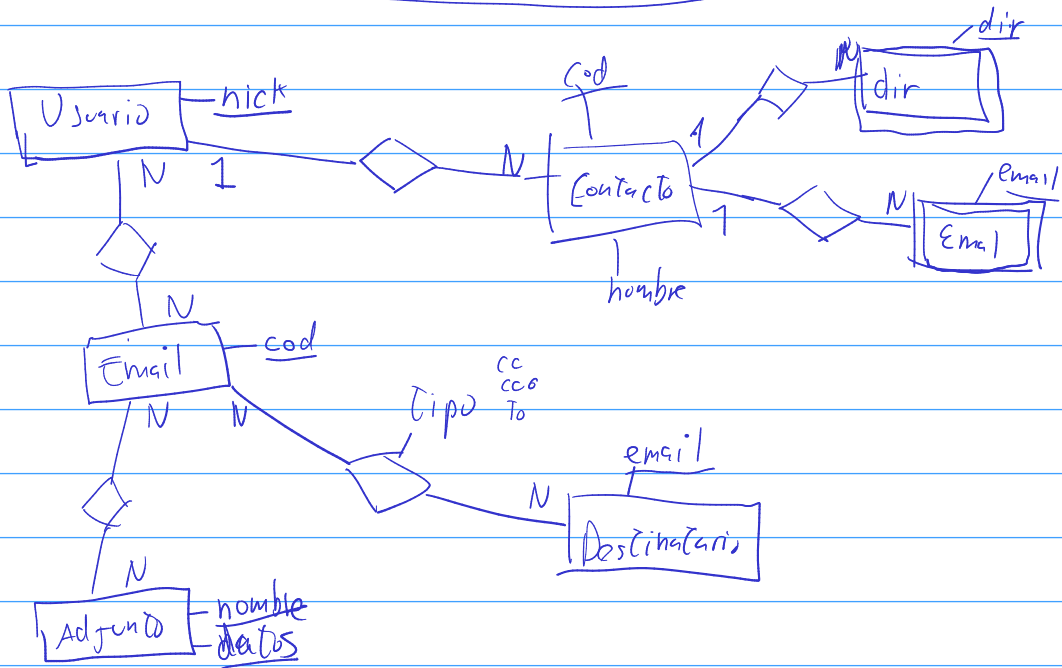 dir
N
dir
Cod
Usuario
nick
1
N
1
N
Contacto
email
1
N
Emal
nombre
N
Email
cod
N
N
tipo
CC
CCO
To
email
N
Destinatario
N
Adjunto
nombre
datos